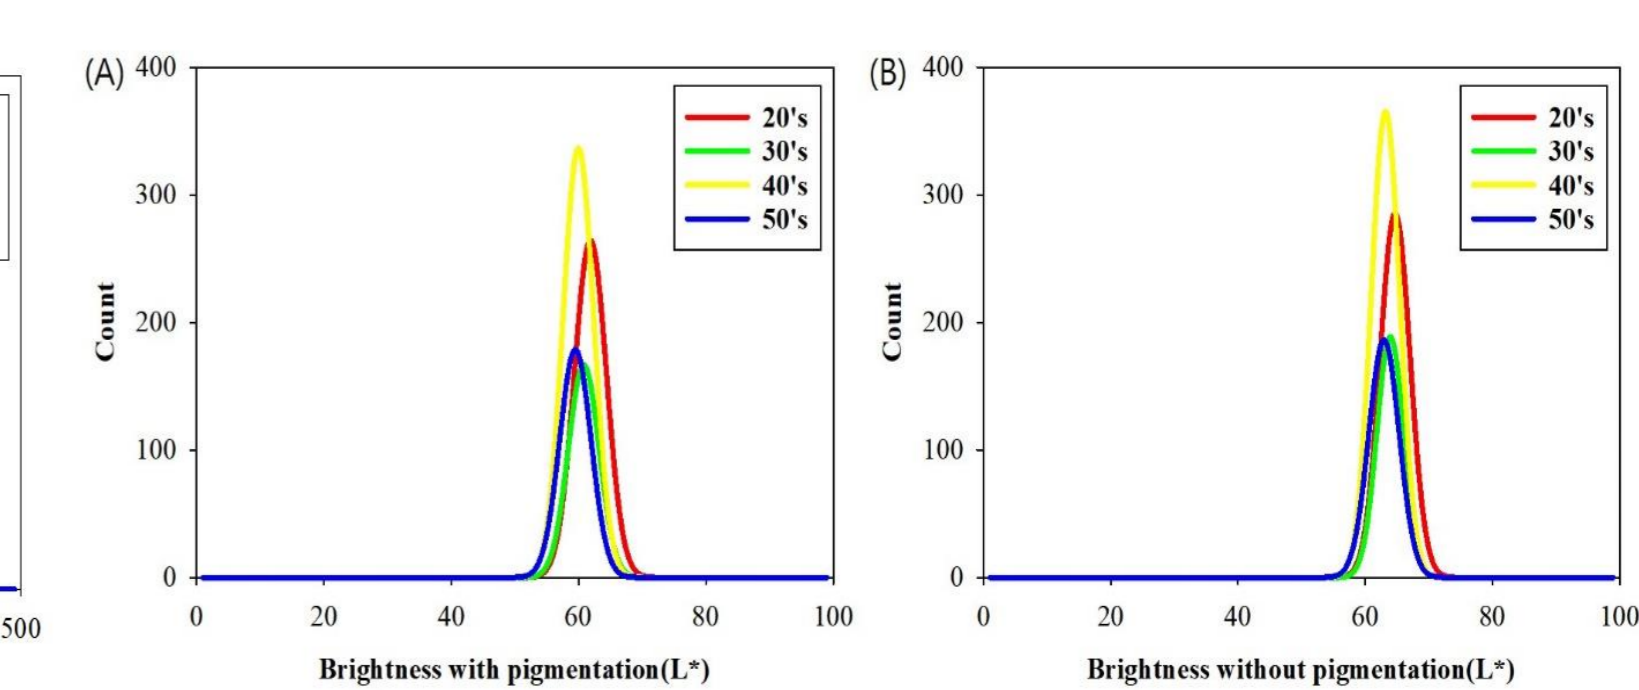 500
(A)
400
300
200
100
0
Count
0 20 40 60 80 100
Brightness with pigmentation(L*)
20's
30's
40's
50's
(B)
400
300
200
100
0
Count
0 20 40 60 80 100
Brightness without pigmentation(L*)
20's
30's
40's
50's